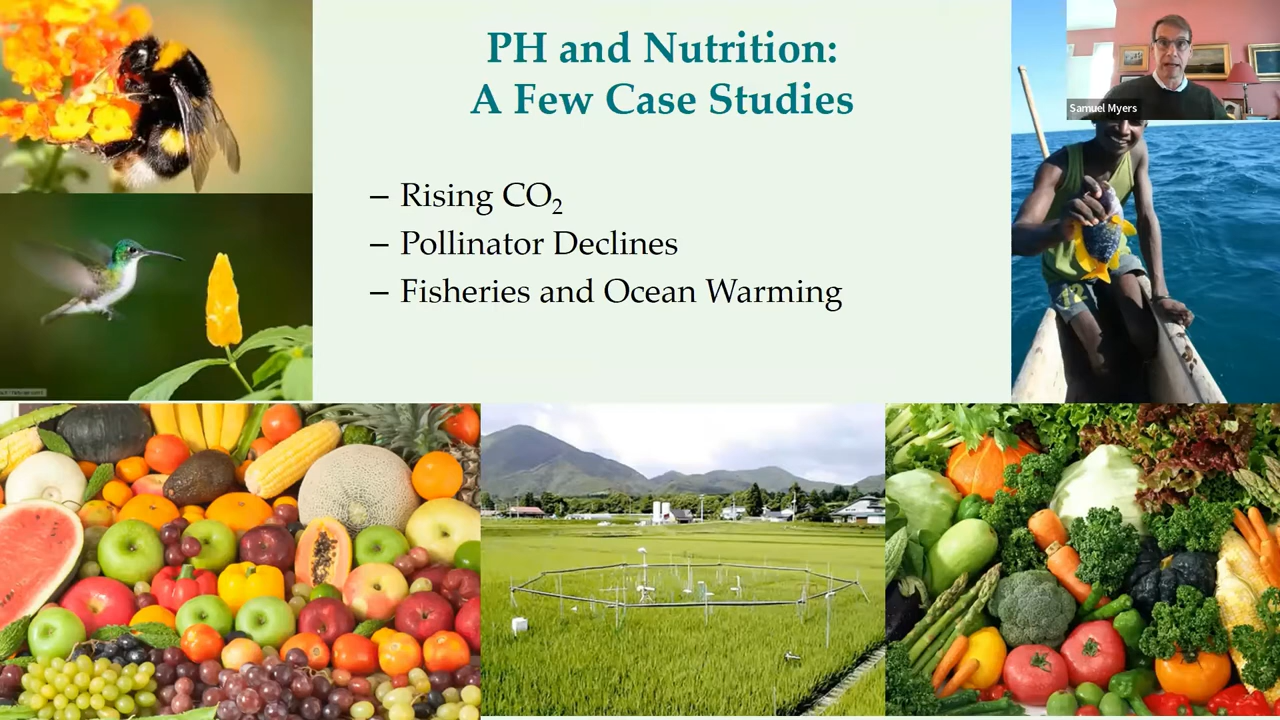 PH and Nutrition:
A Few Case Studies
– Rising CO₂
– Pollinator Declines
– Fisheries and Ocean Warming
Samuel Myers